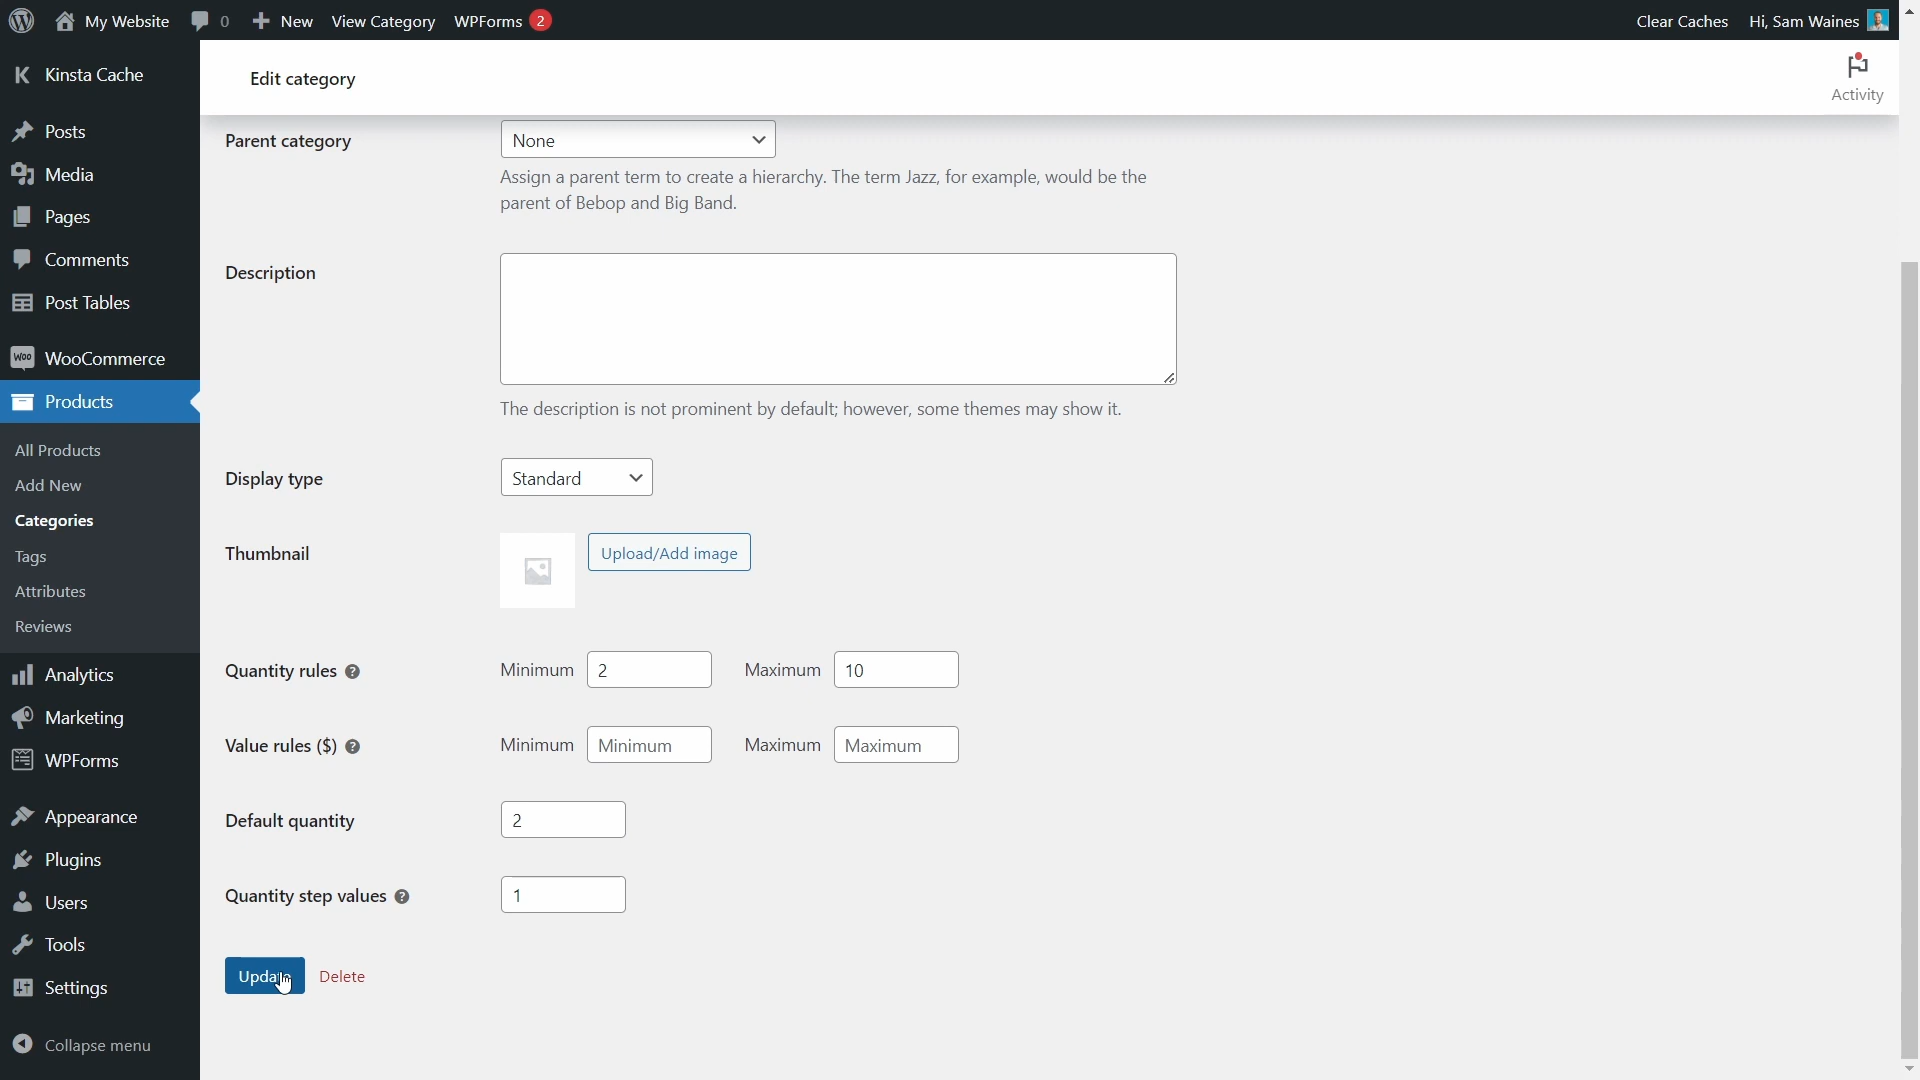 My Website 0 New View Category WPForms 2 Clear Caches Hi, Sam Waines
Kinsta Cache
Posts
Media
Pages
Comments
Post Tables
Woo WooCommerce
Products
All Products
Add New
Categories
Tags
Attributes
Reviews
Analytics
Marketing
WPForms
Appearance
Plugins
Users
Tools
Settings
Collapse menu
Edit category
Activity
Parent category None
Assign a parent term to create a hierarchy. The term Jazz, for example, would be the
parent of Bebop and Big Band.
Description
The description is not prominent by default; however, some themes may show it.
Display type Standard
Thumbnail Upload/Add image
Quantity rules ? Minimum 2 Maximum 10
Value rules ($) ? Minimum Minimum Maximum Maximum
Default quantity 2
Quantity step values ? 1
Update Delete